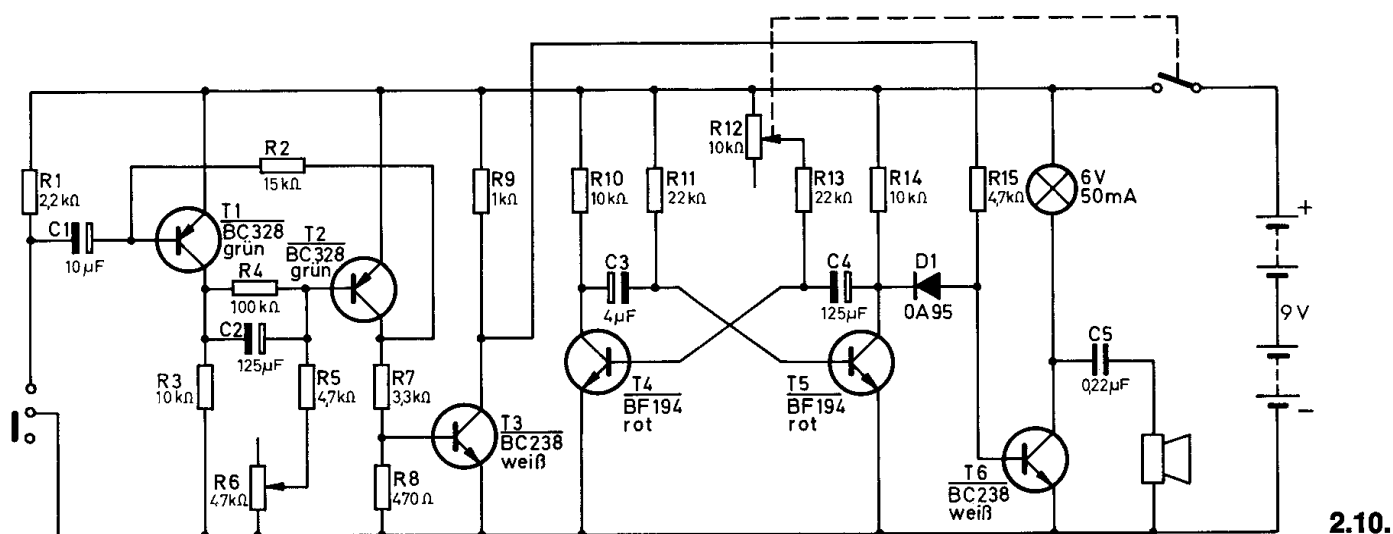 R1
2,2kΩ
C1
10µF
R2
15kΩ
T1
BC328
grün
T2
BC328
grün
R4
100kΩ
C2
125µF
R3
10kΩ
R5
4,7kΩ
R6
47kΩ
R7
3,3kΩ
R8
470Ω
R9
1kΩ
T3
BC238
weiß
R10
10kΩ
R11
22kΩ
C3
4µF
T4
BF194
rot
R12
10kΩ
R13
22kΩ
R14
10kΩ
C4
125µF
T5
BF194
rot
D1
0A95
R15
4,7kΩ
6V
50mA
C5
0,22µF
T6
BC238
weiß
+
9V
−
2.10.